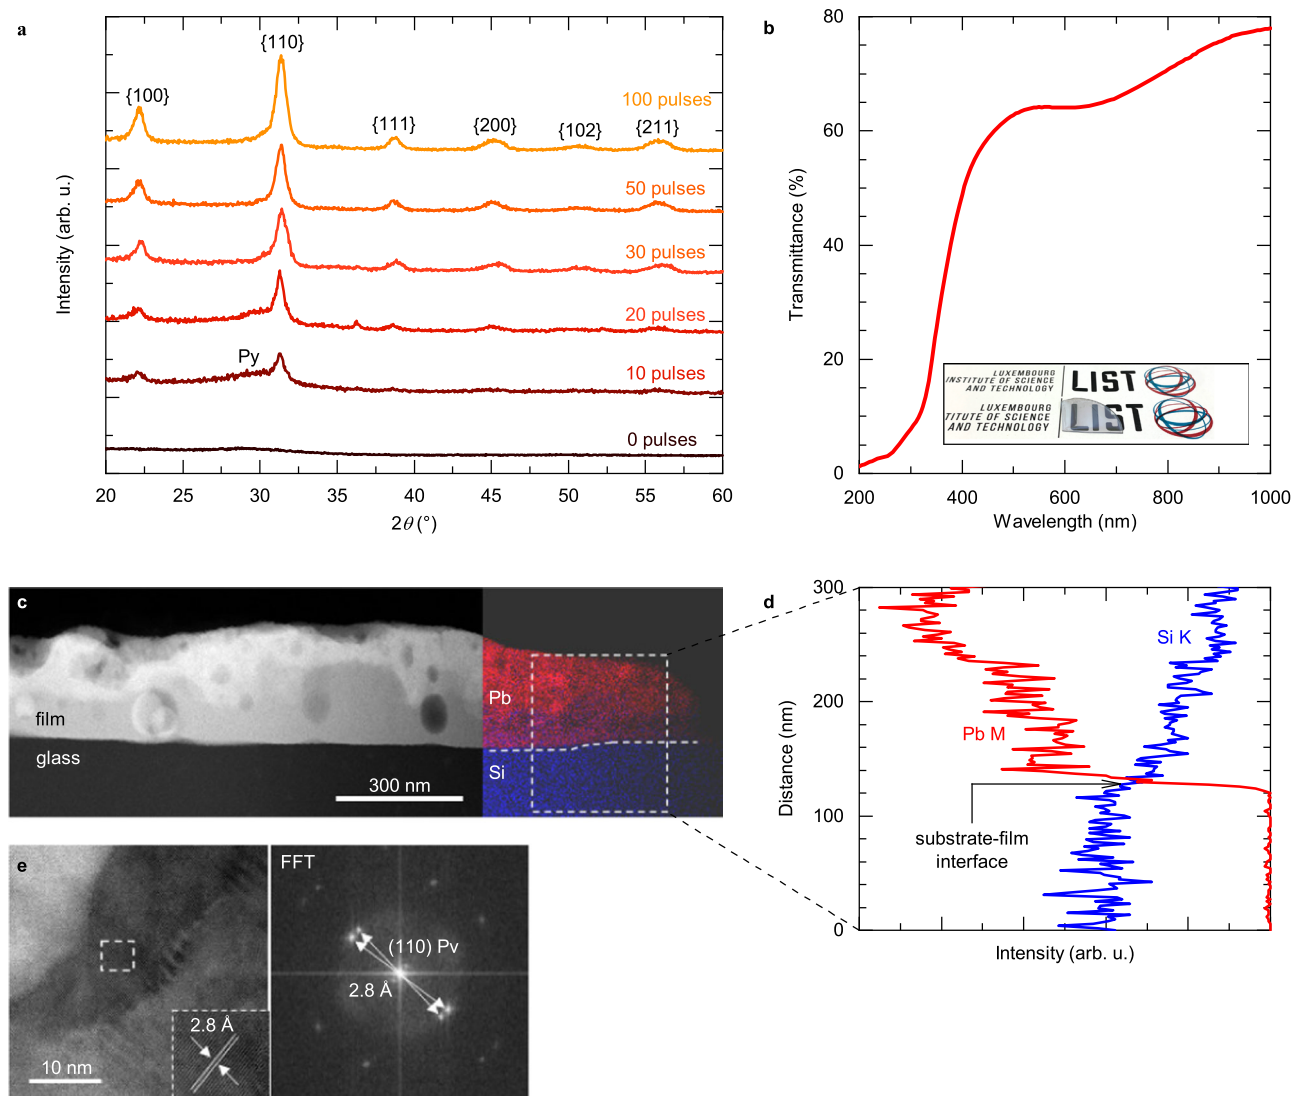 a
{100}
{110}
{111}
{200}
{102}
{211}
100 pulses
50 pulses
30 pulses
20 pulses
Py
10 pulses
0 pulses
Intensity (arb. u.)
20 25 30 35 40 45 50 55 60
2θ (°)
b
80
60
40
20
0
Transmittance (%)
LUXEMBOURG
INSTITUTE OF SCIENCE
AND TECHNOLOGY
LIST
LUXEMBOURG
TITUTE OF SCIENCE
AND TECHNOLOGY
LIST
200 400 600 800 1000
Wavelength (nm)
c
film
glass
300 nm
Pb
Si
d
300
200
100
0
Distance (nm)
Si K
Pb M
substrate-film
interface
Intensity (arb. u.)
e
2.8 Å
10 nm
FFT
(110) Pv
2.8 Å